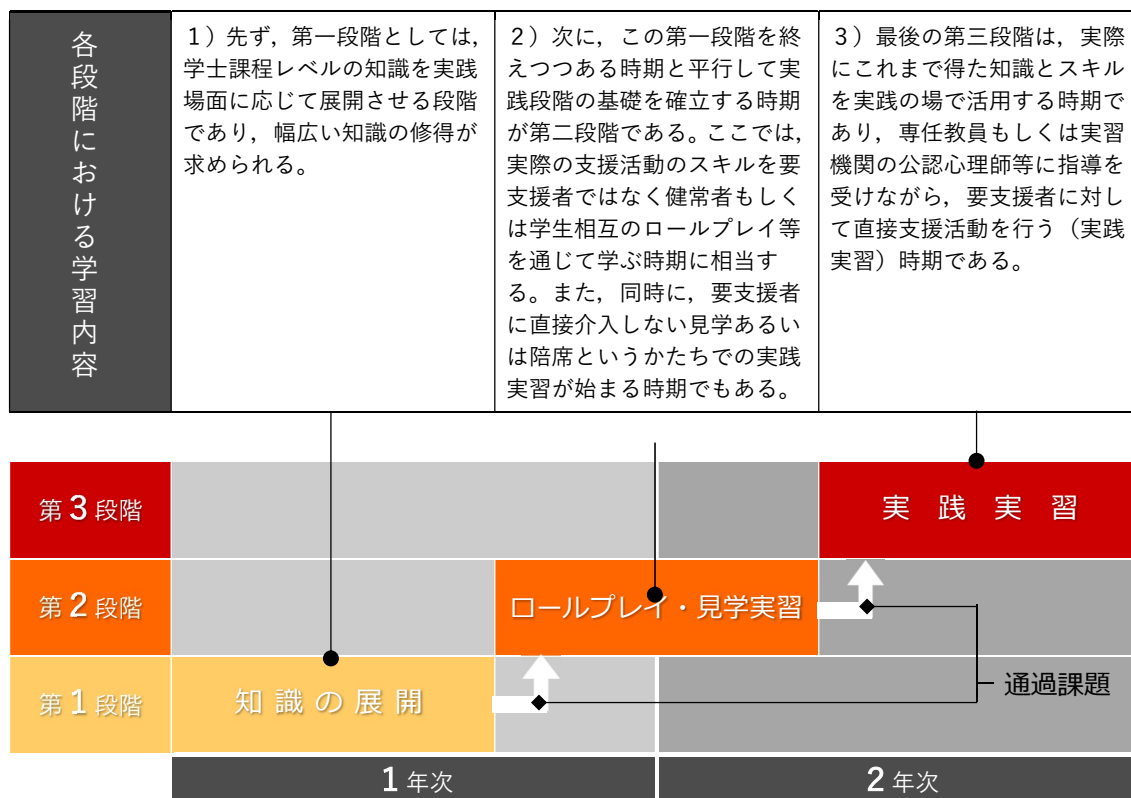 各段階における学習内容
１）先ず，第一段階としては，
学士課程レベルの知識を実践
場面に応じて展開させる段階
であり，幅広い知識の修得が
求められる。
２）次に，この第一段階を終
えつつある時期と平行して実
践段階の基礎を確立する時期
が第二段階である。ここでは，
実際の支援活動のスキルを要
支援者ではなく健常者もしく
は学生相互のロールプレイ等
を通じて学ぶ時期に相当す
る。また，同時に，要支援者
に直接介入しない見学あるい
は陪席というかたちでの実践
実習が始まる時期でもある。
３）最後の第三段階は，実際
にこれまで得た知識とスキル
を実践の場で活用する時期で
あり，専任教員もしくは実習
機関の公認心理師等に指導を
受けながら，要支援者に対し
て直接支援活動を行う（実践
実習）時期である。
第３段階
実践実習
第２段階
ロールプレイ・見学実習
第１段階
知識の展開
通過課題
１年次
２年次